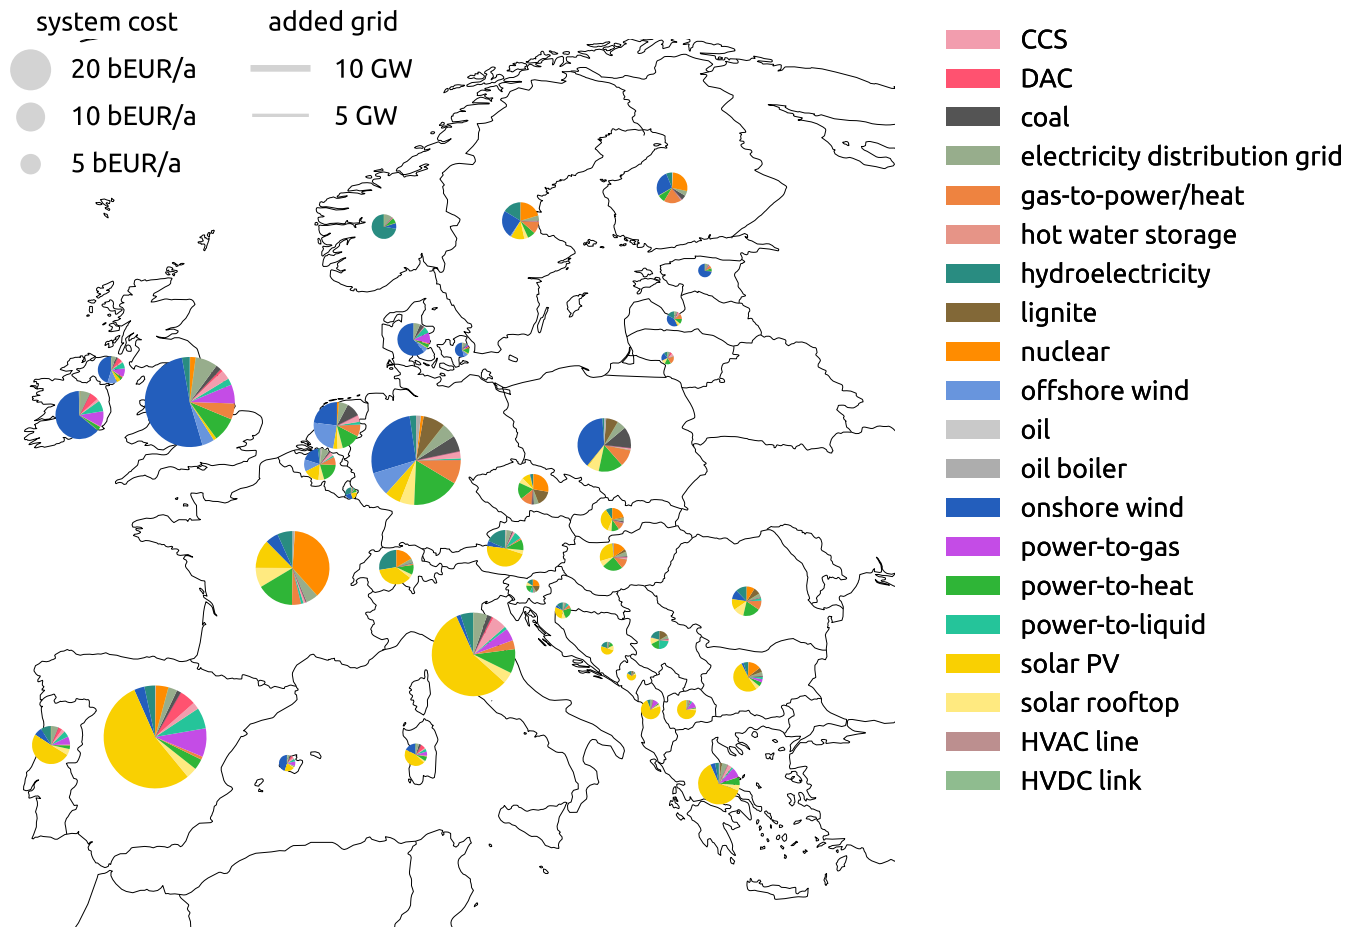 system cost
20 bEUR/a
10 bEUR/a
5 bEUR/a
added grid
10 GW
5 GW
CCS
DAC
coal
electricity distribution grid
gas-to-power/heat
hot water storage
hydroelectricity
lignite
nuclear
offshore wind
oil
oil boiler
onshore wind
power-to-gas
power-to-heat
power-to-liquid
solar PV
solar rooftop
HVAC line
HVDC link